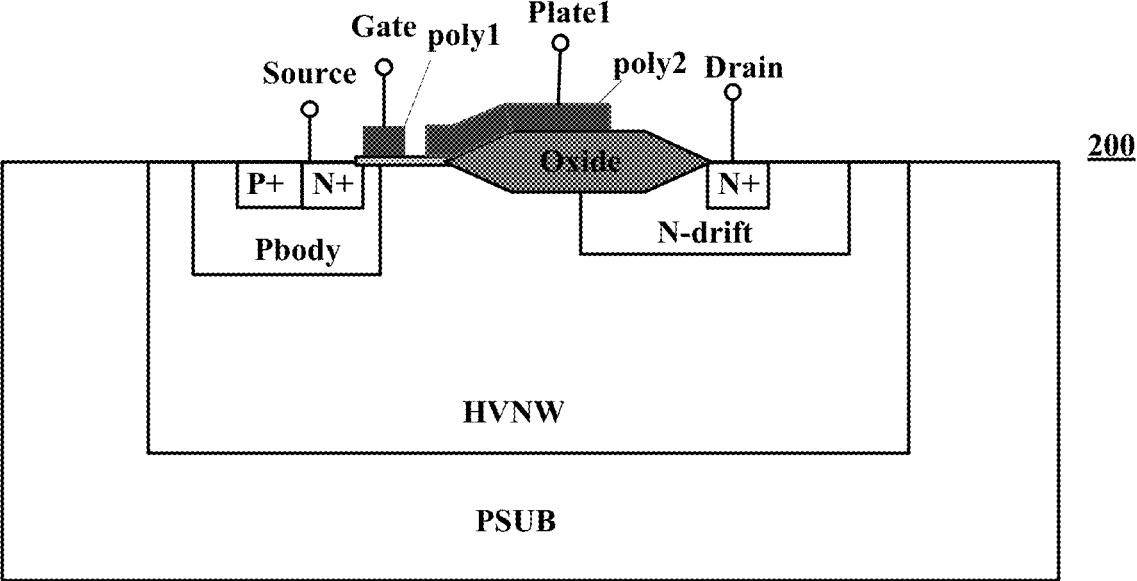 Plate1
Gate
poly1
Source
poly2
Drain
200
Oxide
P+
N+
N+
Pbody
N-drift
HVNW
PSUB